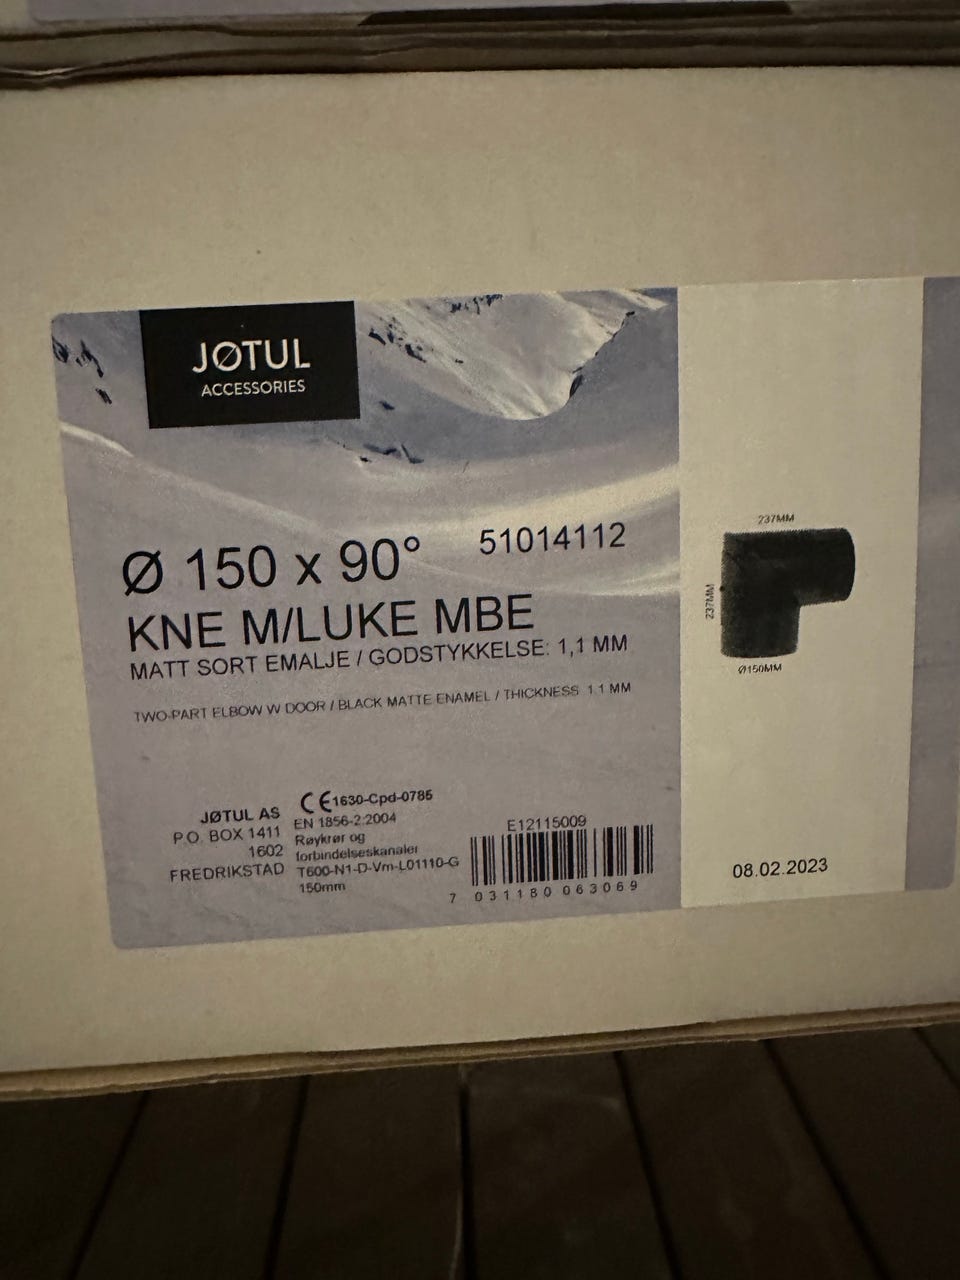 JØTUL
ACCESSORIES
Ø 150 x 90° 51014112
KNE M/LUKE MBE
MATT SORT EMALJE / GODSTYKKELSE: 1,1 MM
TWO-PART ELBOW W DOOR / BLACK MATTE ENAMEL / THICKNESS 1.1 MM
JØTUL AS
P.O. BOX 1411
1602
FREDRIKSTAD
CE 1630-Cpd-0785
EN 1856-2:2004
Røykrør og
forbindelseskanaler
T600-N1-D-Vm-L01110-G
150mm
E12115009
7 031180 063069
237MM
237MM
Ø150MM
08.02.2023